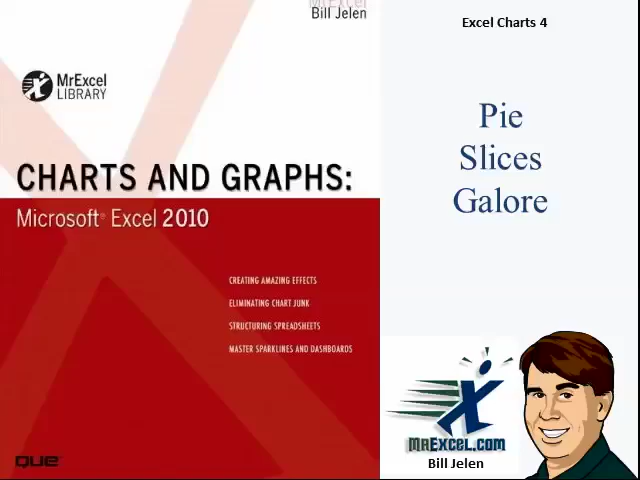 MrExcel
Bill Jelen
MrExcel
LIBRARY
CHARTS AND GRAPHS:
Microsoft® Excel 2010
CREATING AMAZING EFFECTS
ELIMINATING CHART JUNK
STRUCTURING SPREADSHEETS
MASTER SPARKLINES AND DASHBOARDS
QUE
Excel Charts 4
Pie
Slices
Galore
MREXCEL.COM
Bill Jelen